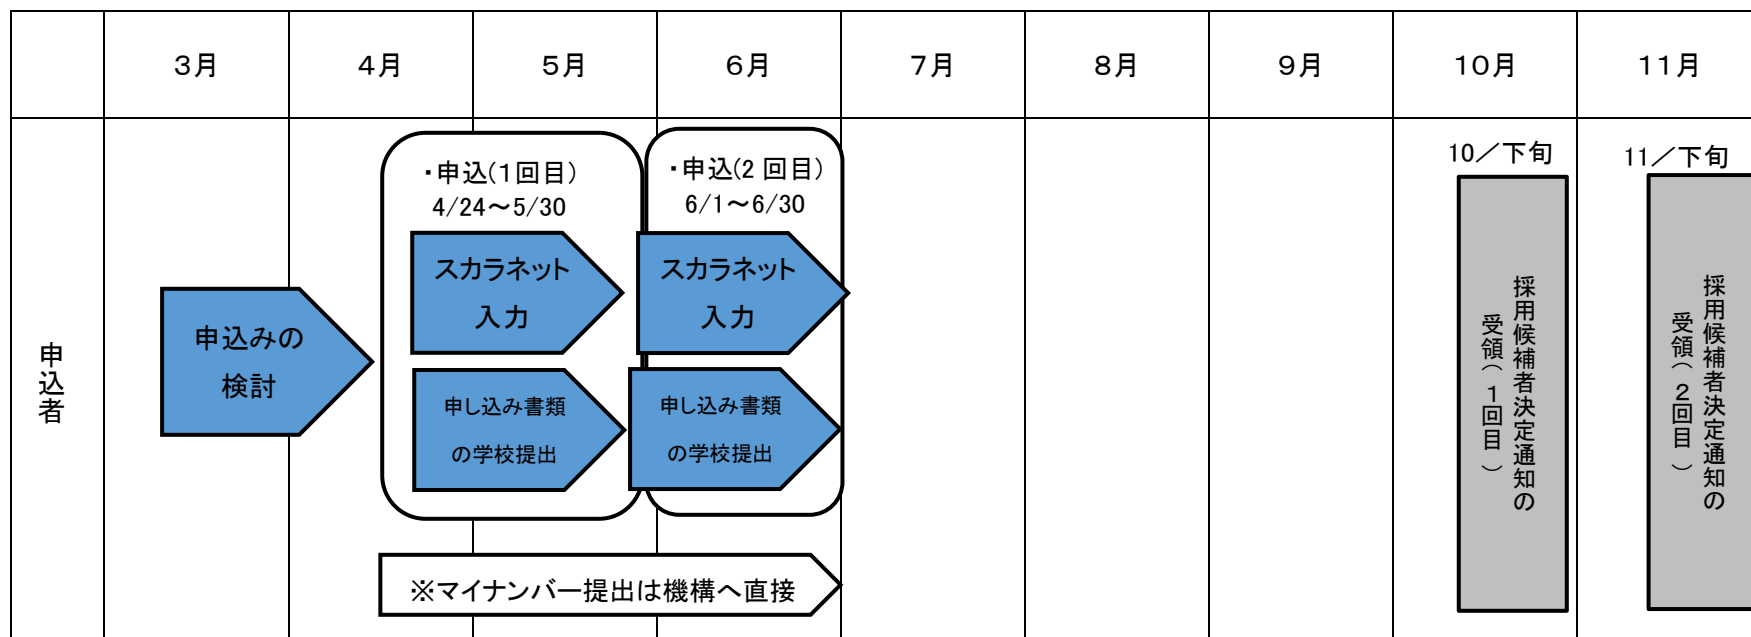 3月
4月
5月
6月
7月
8月
9月
10月
11月
申込者
申込みの
検討
・申込(1回目)
4/24～5/30
スカラネット
入力
申し込み書類
の学校提出
・申込(2回目)
6/1～6/30
スカラネット
入力
申し込み書類
の学校提出
※マイナンバー提出は機構へ直接
10／下旬
採用候補者決定通知の
受領（1回目）
11／下旬
採用候補者決定通知の
受領（2回目）